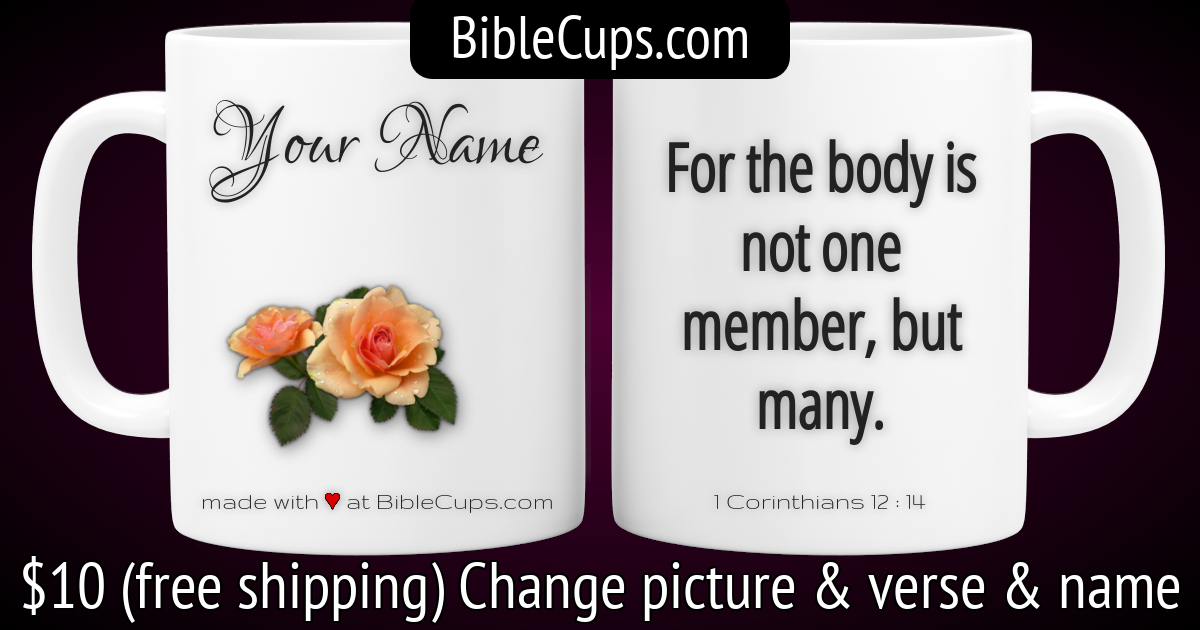 BibleCups.com
Your Name
made with ♥ at BibleCups.com
For the body is
not one
member, but
many.
1 Corinthians 12 : 14
$10 (free shipping) Change picture & verse & name